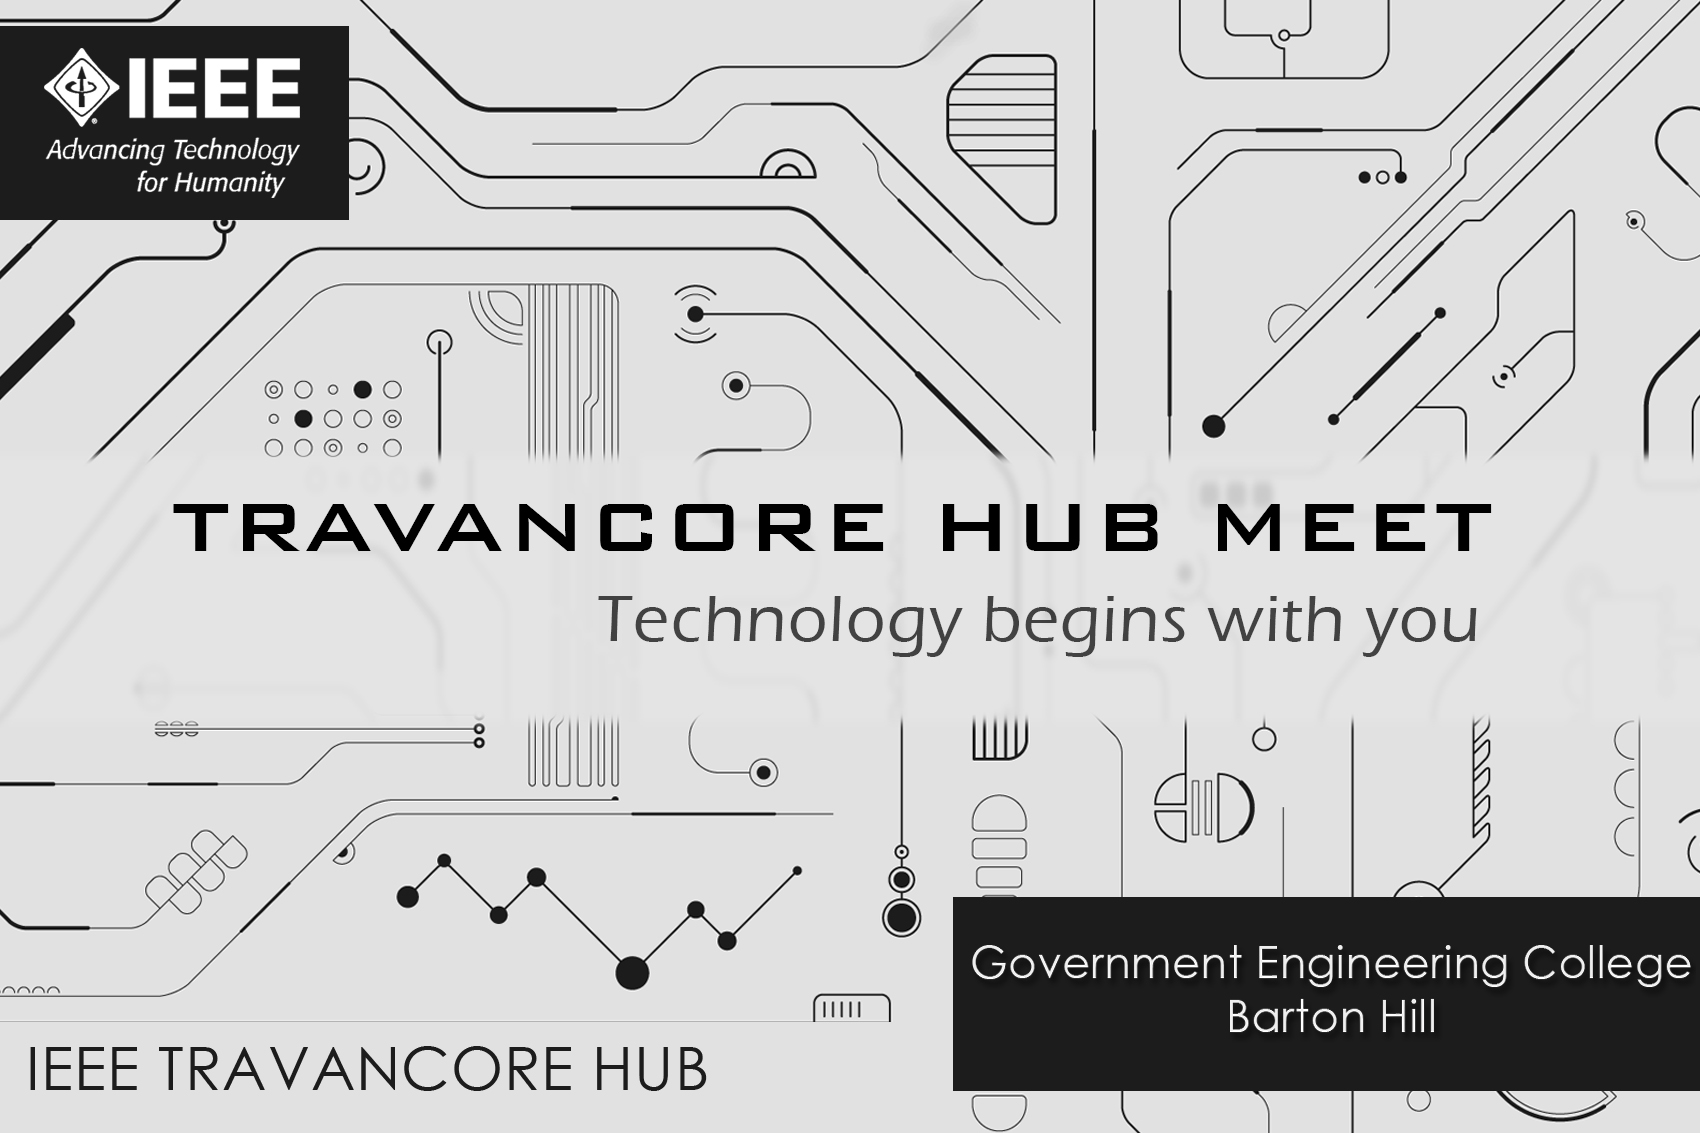 IEEE
Advancing Technology
for Humanity
TRAVANCORE HUB MEET
Technology begins with you
Government Engineering College
Barton Hill
IEEE TRAVANCORE HUB